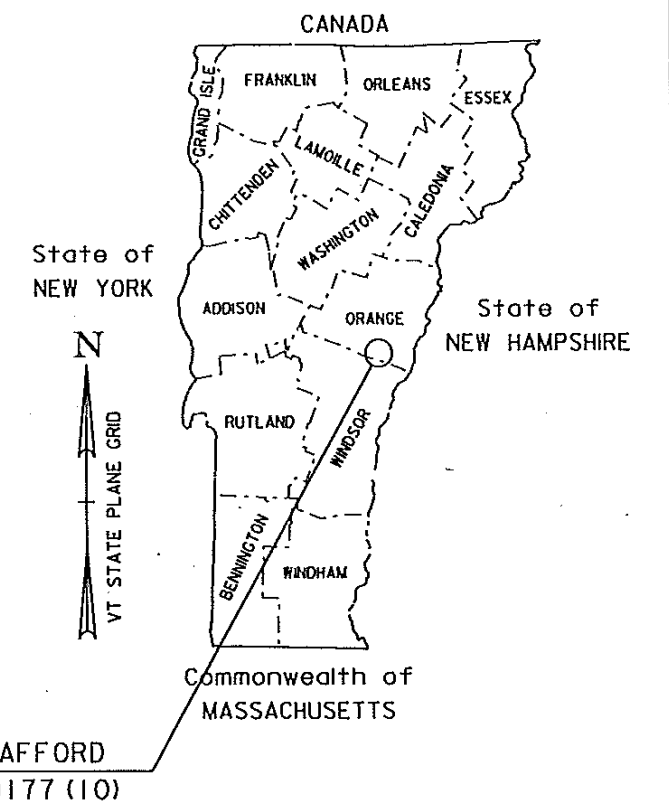 CANADA
GRAND ISLE
FRANKLIN
ORLEANS
ESSEX
LAMOILLE
CHITTENDEN
CALEDONIA
WASHINGTON
State of
NEW YORK
ADDISON
ORANGE
State of
NEW HAMPSHIRE
N
VT STATE PLANE GRID
RUTLAND
WINDSOR
BENNINGTON
WINDHAM
Commonwealth of
MASSACHUSETTS
AFFORD
177 (10)